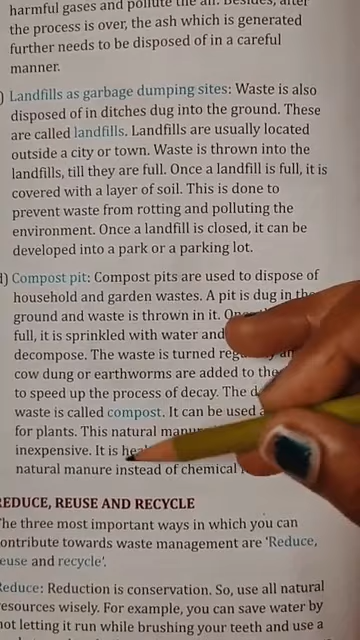 harmful gases and pollute the air. Besides, after
the process is over, the ash which is generated
further needs to be disposed of in a careful
manner.
) Landfills as garbage dumping sites: Waste is also
disposed of in ditches dug into the ground. These
are called landfills. Landfills are usually located
outside a city or town. Waste is thrown into the
landfills, till they are full. Once a landfill is full, it is
covered with a layer of soil. This is done to
prevent waste from rotting and polluting the
environment. Once a landfill is closed, it can be
developed into a park or a parking lot.
d) Compost pit: Compost pits are used to dispose of
household and garden wastes. A pit is dug in the
ground and waste is thrown in it.
full, it is sprinkled with water and
decompose. The waste is turned
cow dung or earthworms are added to the
to speed up the process of decay. The
waste is called compost. It can be used
for plants. This natural
inexpensive. It is
natural manure instead of chemical
REDUCE, REUSE AND RECYCLE
The three most important ways in which you can
contribute towards waste management are 'Reduce,
euse and recycle'.
Reduce: Reduction is conservation. So, use all natural
resources wisely. For example, you can save water by
not letting it run while brushing your teeth and use a